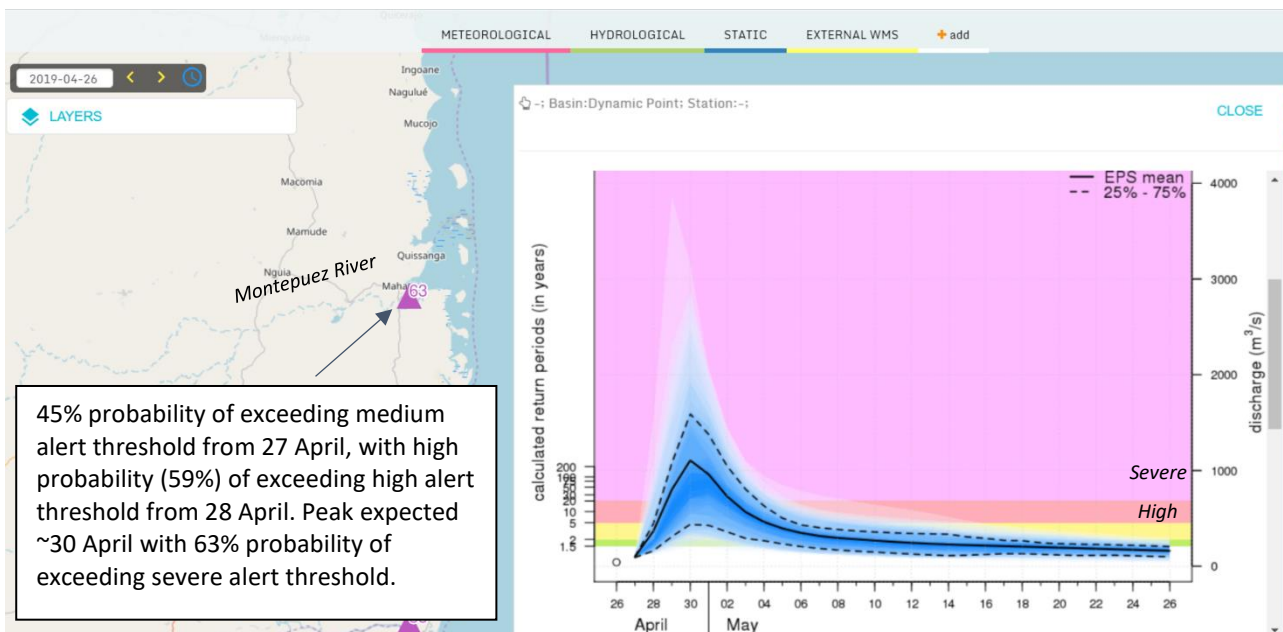 METEOROLOGICAL HYDROLOGICAL STATIC EXTERNAL WMS + add
2019-04-26 < >
LAYERS
Ingoane
Nagulué
Mucojo
Macomia
Mamude
Quissanga
Nguia
Montepuez River
63
45% probability of exceeding medium
alert threshold from 27 April, with high
probability (59%) of exceeding high alert
threshold from 28 April. Peak expected
~30 April with 63% probability of
exceeding severe alert threshold.
-; Basin:Dynamic Point; Station:-;
CLOSE
EPS mean
25% - 75%
calculated return periods (in years)
200
20
10
5
2
1.5
4000
3000
2000
1000
0
discharge (m³/s)
Severe
High
26 28 30 02 04 06 08 10 12 14 16 18 20 22 24 26
April May